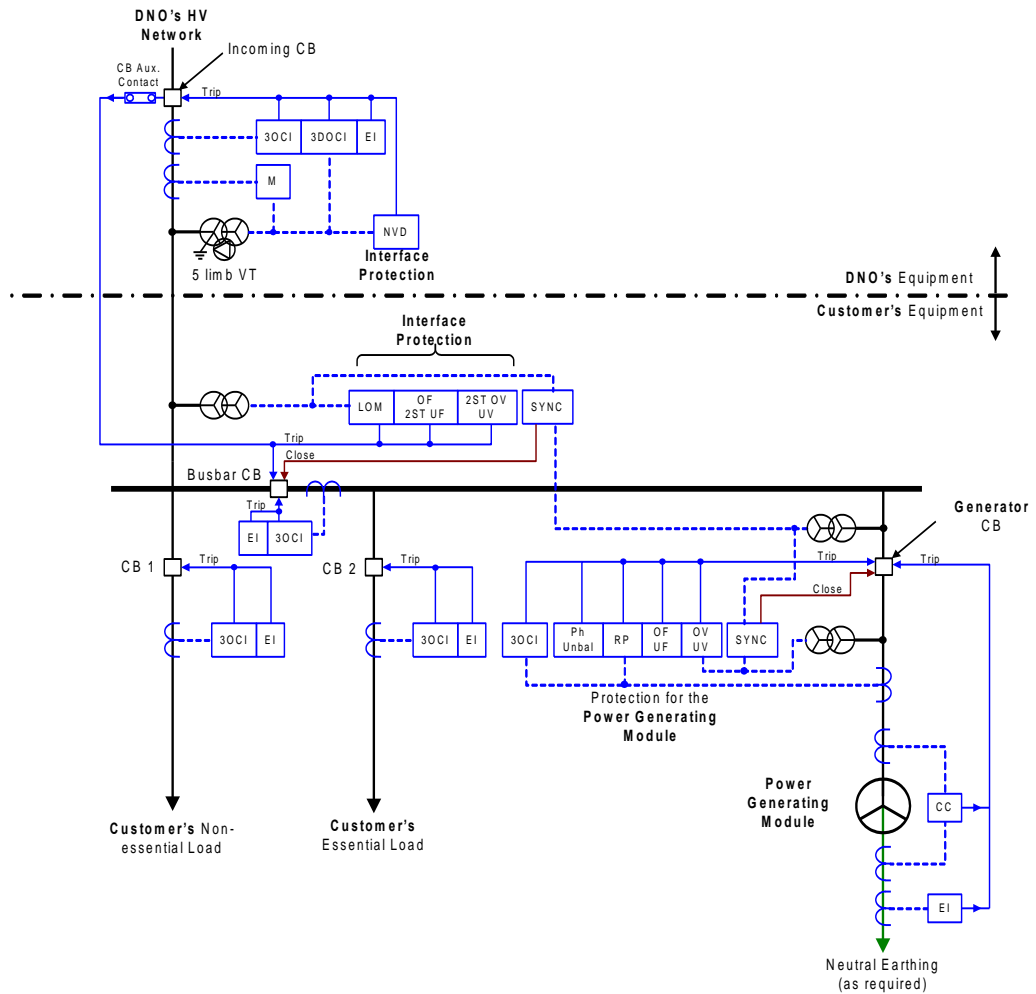 DNO's HV
Network
Incoming CB
CB Aux.
Contact
Trip
3OCI
3DOCI
EI
M
NVD
5 limb VT
Interface
Protection
DNO's Equipment
Customer's Equipment
Interface
Protection
LOM
OF
2ST UF
2ST OV
UV
SYNC
Trip
Close
Busbar CB
Trip
EI
3OCI
Generator
CB
CB 1
Trip
3OCI
EI
CB 2
Trip
3OCI
EI
Trip
Trip
Close
3OCI
Ph
Unbal
RP
OF
UF
OV
UV
SYNC
Protection for the
Power Generating
Module
Power
Generating
Module
CC
EI
Customer's Non-
essential Load
Customer's
Essential Load
Neutral Earthing
(as required)